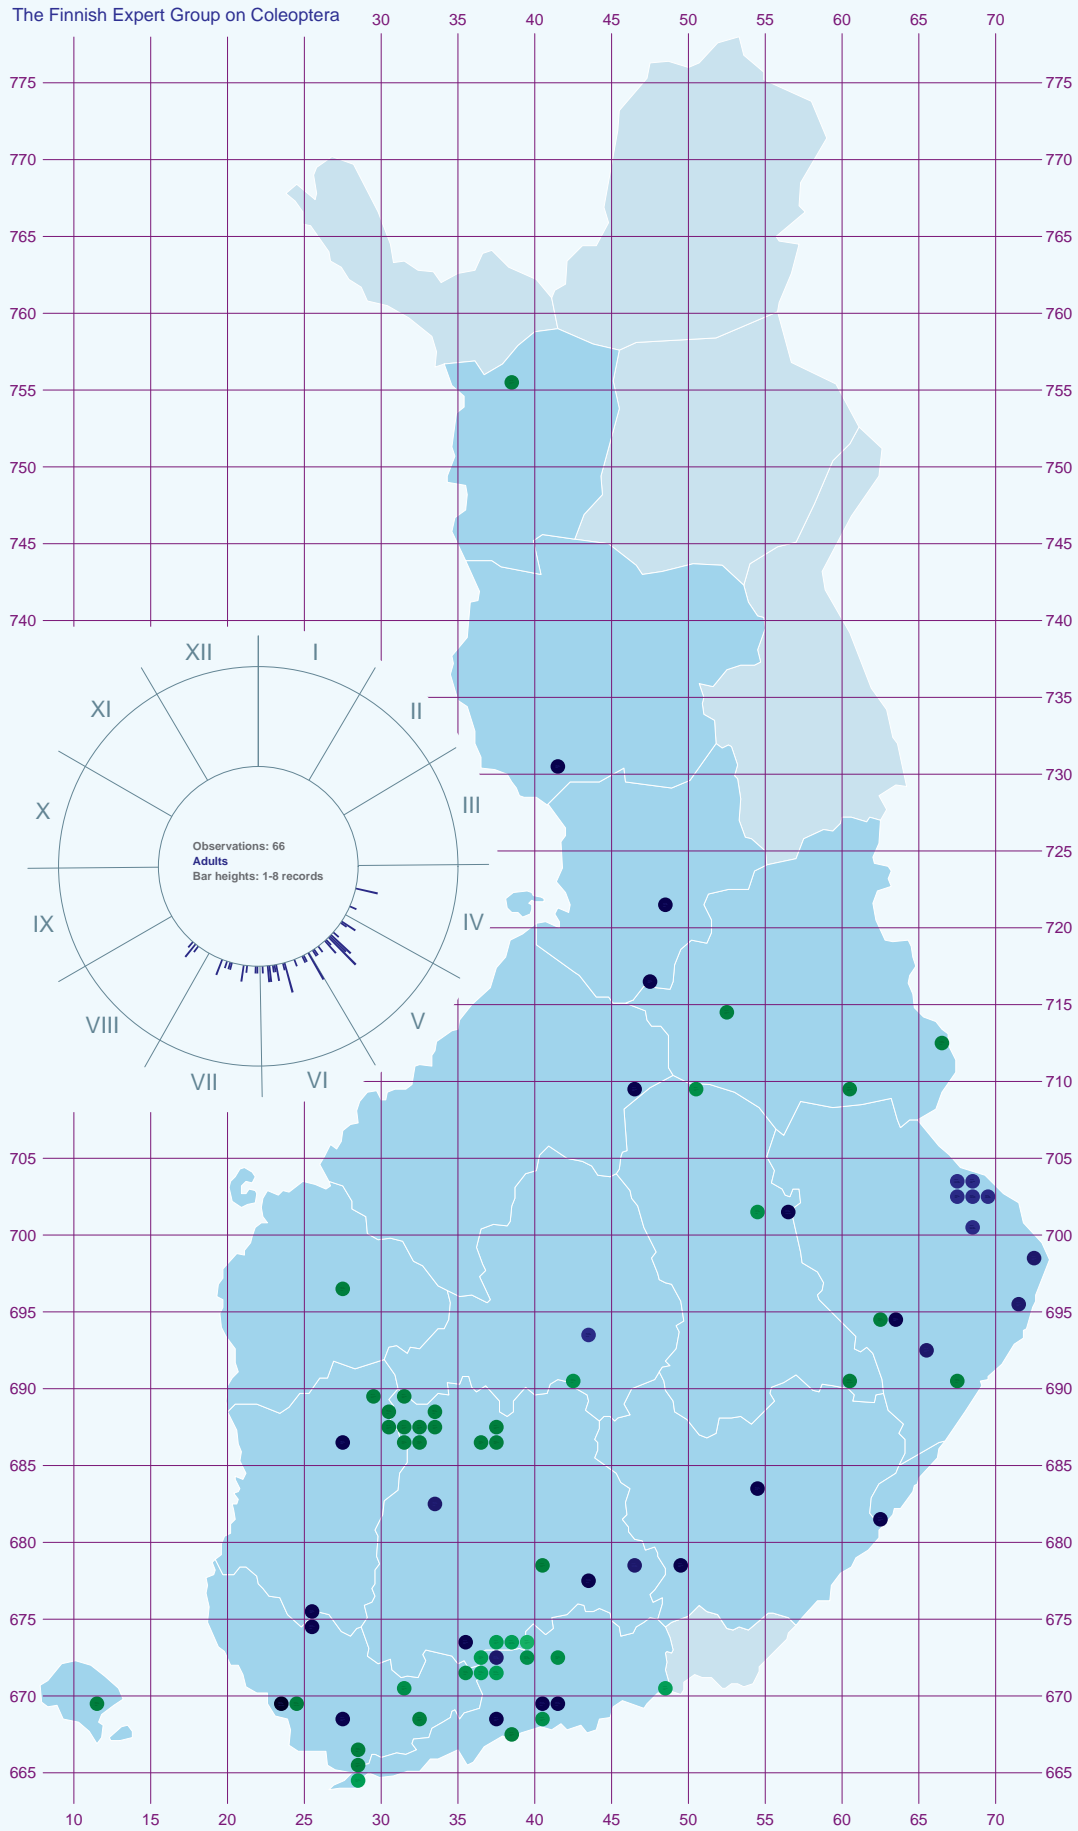 The Finnish Expert Group on Coleoptera
30 35 40 45 50 55 60 65 70
775 775
770 770
765 765
760 760
755 755
750 750
745 745
740 740
735
730
725
720
715
710
XII I
XI II
X III
IX IV
VIII V
VII VI
Observations: 66
Adults
Bar heights: 1-8 records
705 705
700 700
695 695
690 690
685 685
680 680
675 675
670 670
665 665
10 15 20 25 30 35 40 45 50 55 60 65 70